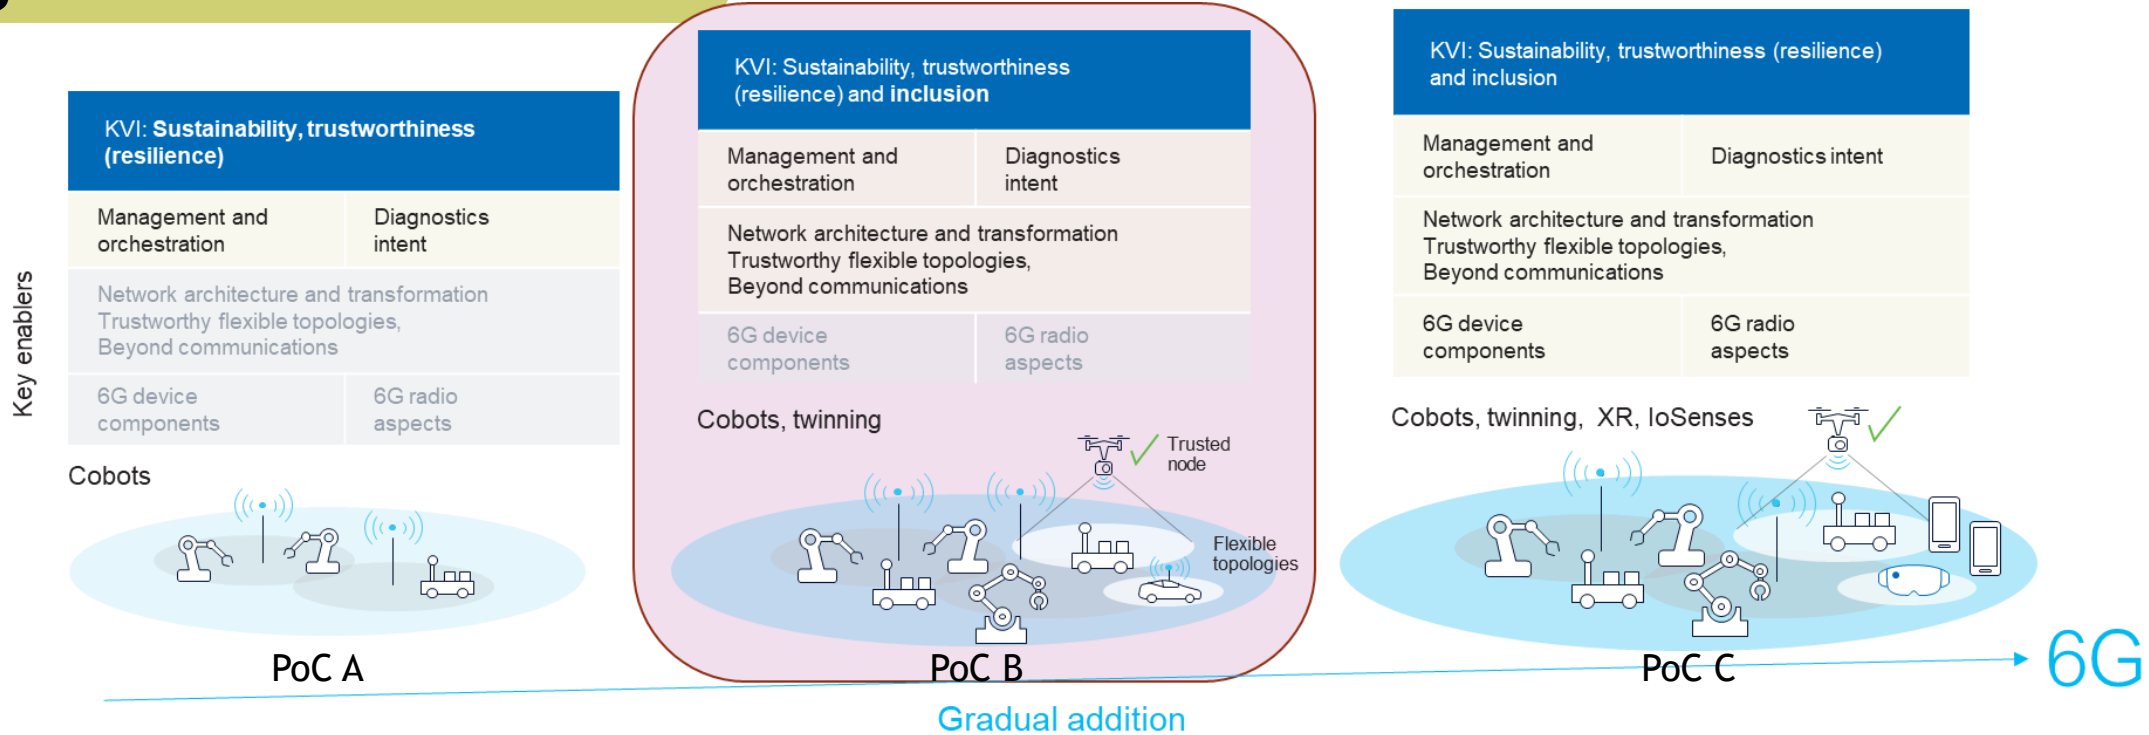 Key enablers
KVI: Sustainability, trustworthiness
(resilience)
Management and
orchestration
Diagnostics
intent
Network architecture and transformation
Trustworthy flexible topologies,
Beyond communications
6G device
components
6G radio
aspects
Cobots
PoC A
KVI: Sustainability, trustworthiness
(resilience) and inclusion
Management and
orchestration
Diagnostics
intent
Network architecture and transformation
Trustworthy flexible topologies,
Beyond communications
6G device
components
6G radio
aspects
Cobots, twinning
Trusted
node
Flexible
topologies
PoC B
KVI: Sustainability, trustworthiness (resilience)
and inclusion
Management and
orchestration
Diagnostics intent
Network architecture and transformation
Trustworthy flexible topologies,
Beyond communications
6G device
components
6G radio
aspects
Cobots, twinning, XR, IoSenses
PoC C
6G
Gradual addition